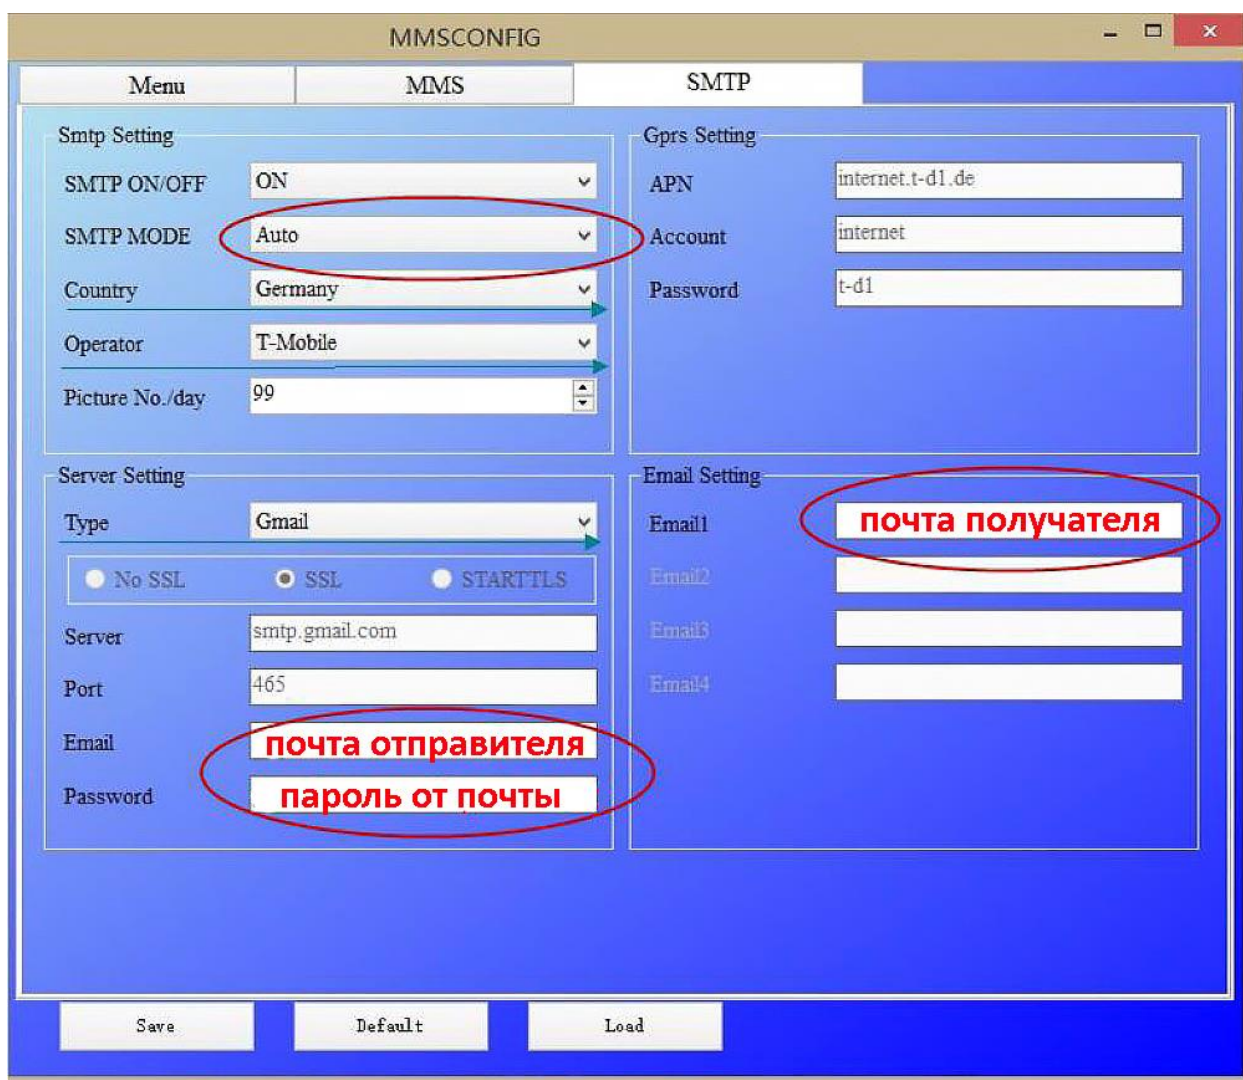 MMSCONFIG
Menu
MMS
SMTP
Smtp Setting
SMTP ON/OFF
ON
SMTP MODE
Auto
Country
Germany
Operator
T-Mobile
Picture No./day
99
Gprs Setting
APN
internet.t-d1.de
Account
internet
Password
t-d1
Server Setting
Type
Gmail
No SSL
SSL
STARTTLS
Server
smtp.gmail.com
Port
465
Email
почта отправителя
Password
пароль от почты
Email Setting
Email1
почта получателя
Email2
Email3
Email4
Save
Default
Load